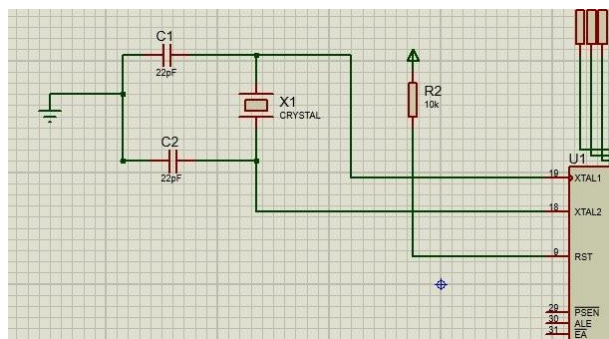 C1
22pF
X1
CRYSTAL
R2
10k
C2
22pF
U1
19 XTAL1
18 XTAL2
9 RST
29 PSEN
30 ALE
31 EA